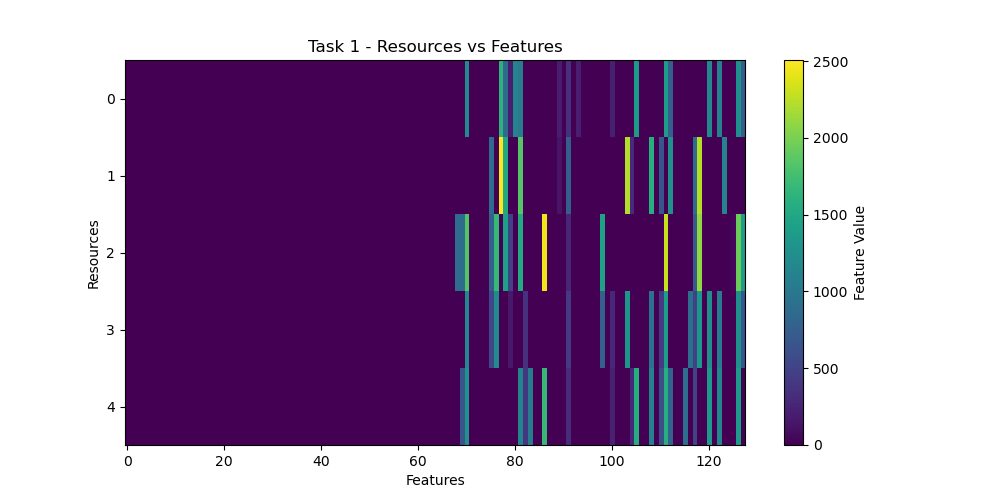 Task 1 - Resources vs Features
0
1
2
3
4
Resources
0 20 40 60 80 100 120
Features
2500
2000
1500
1000
500
0
Feature Value